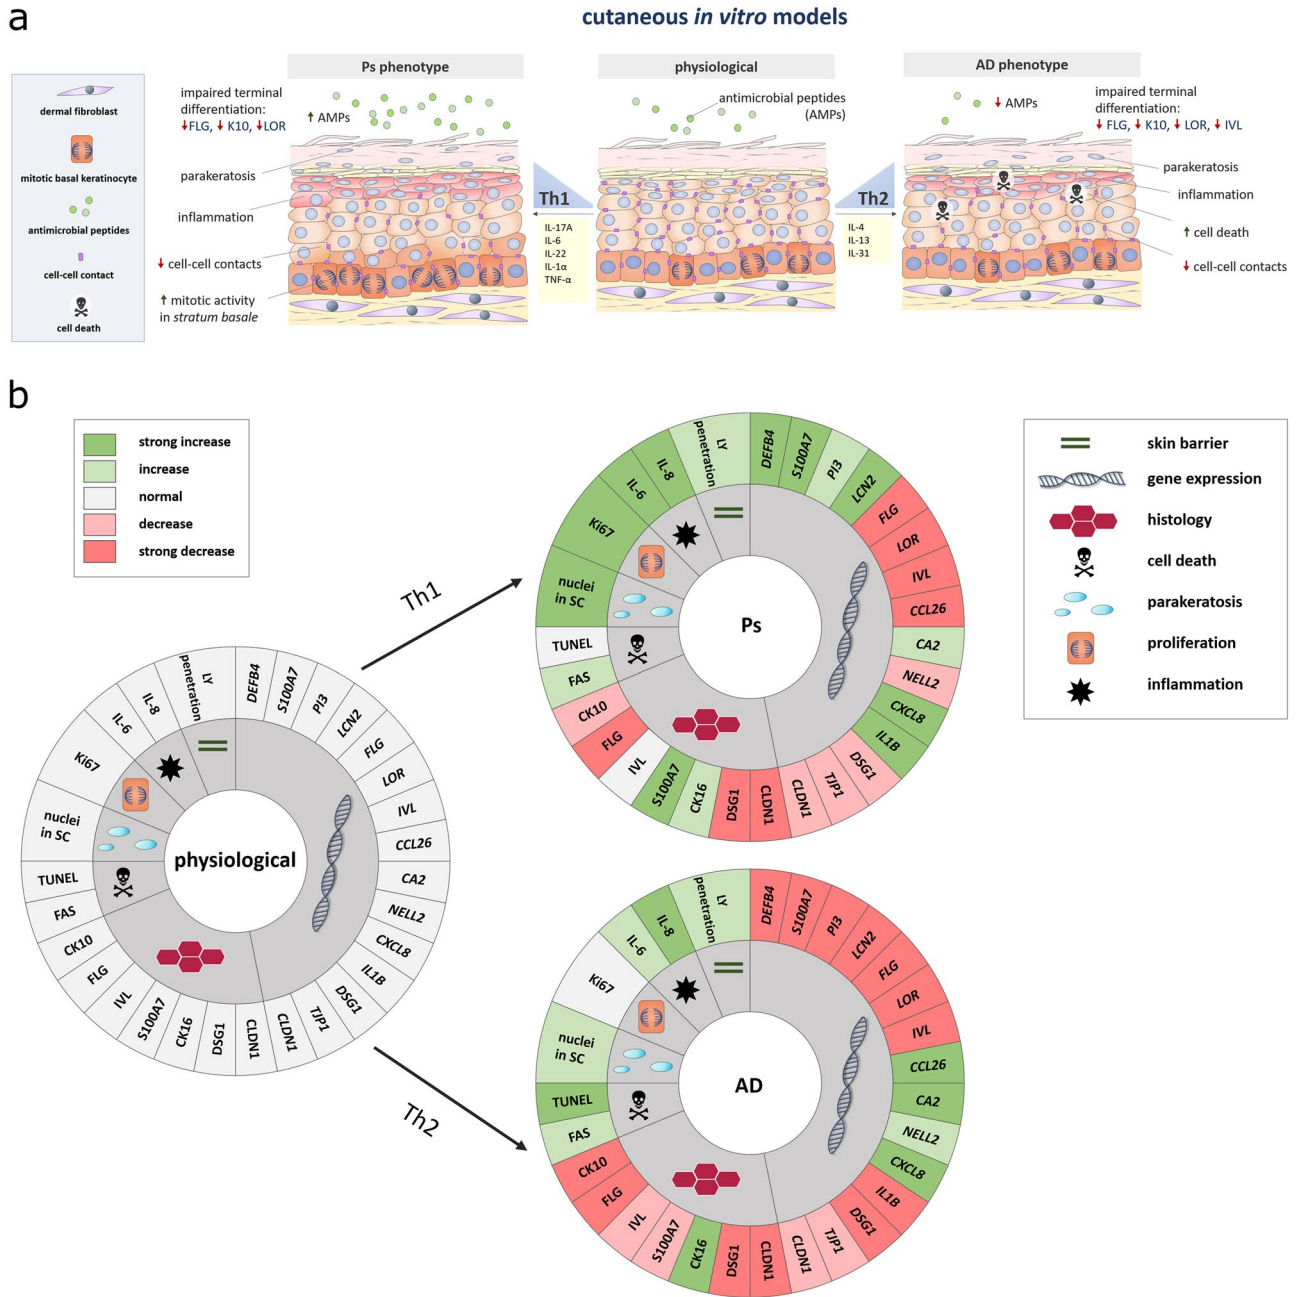 a
cutaneous in vitro models
dermal fibroblast
mitotic basal keratinocyte
antimicrobial peptides
cell-cell contact
cell death
Ps phenotype
impaired terminal
differentiation:
↓FLG, ↓ K10, ↓LOR
↑ AMPs
parakeratosis
inflammation
↓ cell-cell contacts
↑ mitotic activity
in stratum basale
Th1
IL-17A
IL-6
IL-22
IL-1α
TNF-α
physiological
antimicrobial peptides
(AMPs)
Th2
IL-4
IL-13
IL-31
AD phenotype
↓ AMPs
impaired terminal
differentiation:
↓ FLG, ↓ K10, ↓ LOR, ↓ IVL
parakeratosis
inflammation
↑ cell death
↓ cell-cell contacts
b
strong increase
increase
normal
decrease
strong decrease
skin barrier
gene expression
histology
cell death
parakeratosis
proliferation
inflammation
Th1
Th2
physiological
DEFB4
S100A7
PI3
LCN2
FLG
LOR
IVL
CCL26
CA2
NELL2
CXCL8
IL1B
DSG1
TJP1
CLDN1
CLDN1
DSG1
CK16
S100A7
IVL
FLG
CK10
FAS
TUNEL
nuclei
in SC
Ki67
IL-6
IL-8
LY
penetration
Ps
DEFB4
S100A7
PI3
LCN2
FLG
LOR
IVL
CCL26
CA2
NELL2
CXCL8
IL1B
DSG1
TJP1
CLDN1
CLDN1
DSG1
CK16
S100A7
IVL
FLG
CK10
FAS
TUNEL
nuclei
in SC
Ki67
IL-6
IL-8
LY
penetration
AD
DEFB4
S100A7
PI3
LCN2
FLG
LOR
IVL
CCL26
CA2
NELL2
CXCL8
IL1B
DSG1
TJP1
CLDN1
CLDN1
DSG1
CK16
S100A7
IVL
FLG
CK10
FAS
TUNEL
nuclei
in SC
Ki67
IL-6
IL-8
LY
penetration